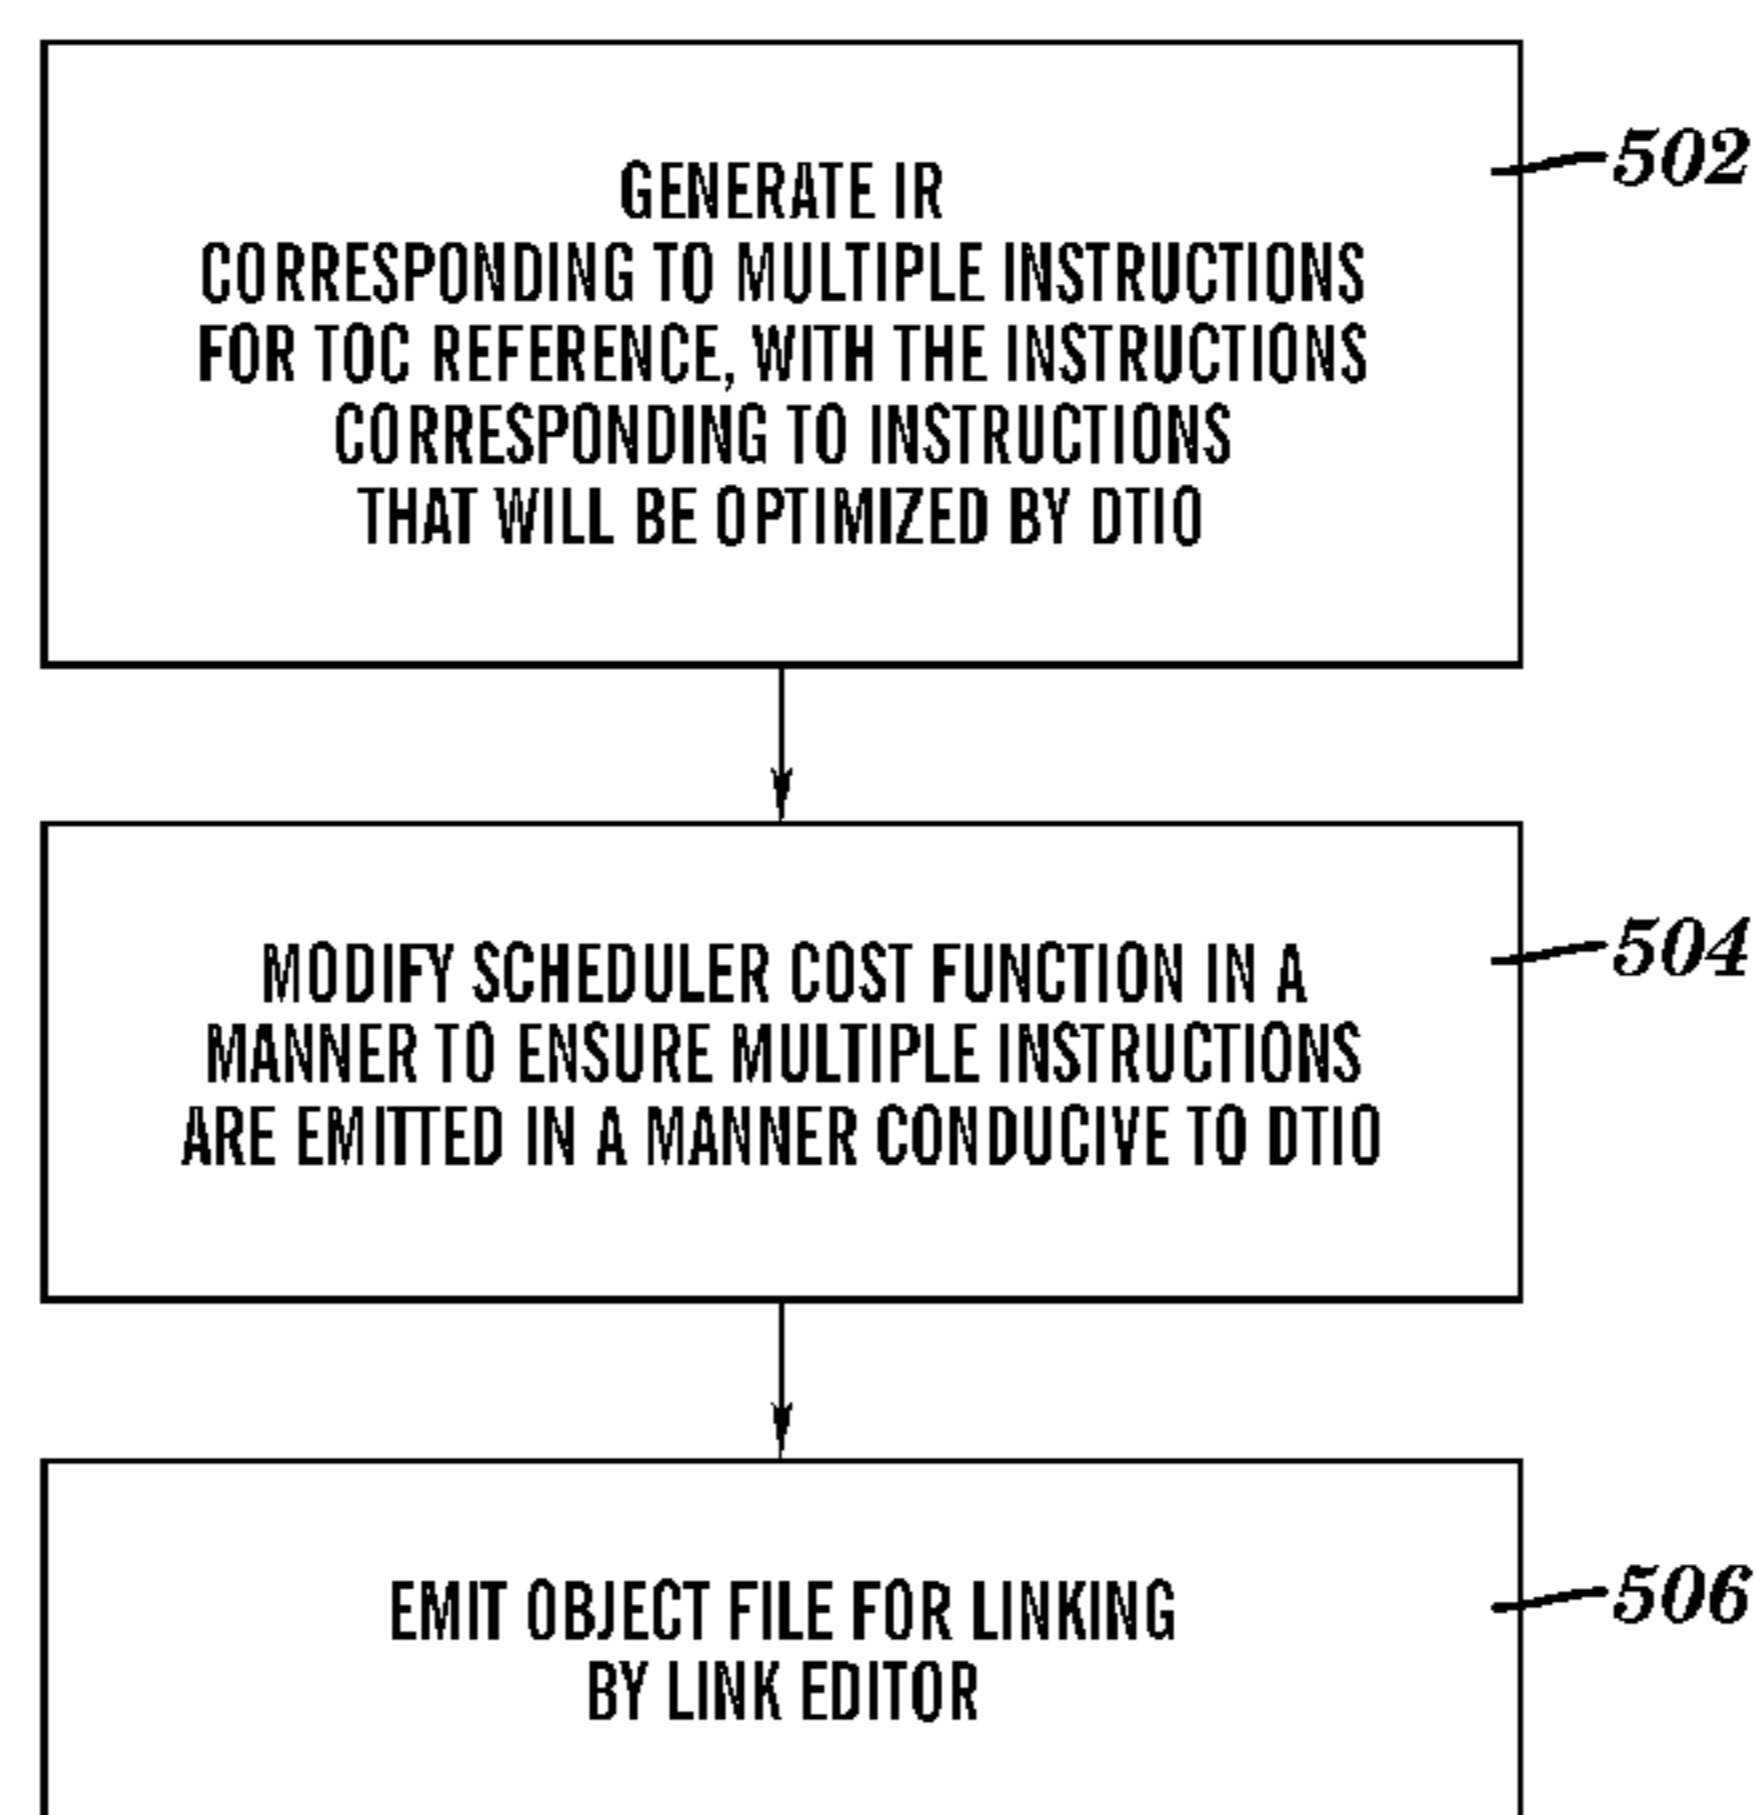 GENERATE IR
CORRESPONDING TO MULTIPLE INSTRUCTIONS
FOR TOC REFERENCE, WITH THE INSTRUCTIONS
CORRESPONDING TO INSTRUCTIONS
THAT WILL BE OPTIMIZED BY DTIO
502
MODIFY SCHEDULER COST FUNCTION IN A
MANNER TO ENSURE MULTIPLE INSTRUCTIONS
ARE EMITTED IN A MANNER CONDUCIVE TO DTIO
504
EMIT OBJECT FILE FOR LINKING
BY LINK EDITOR
506